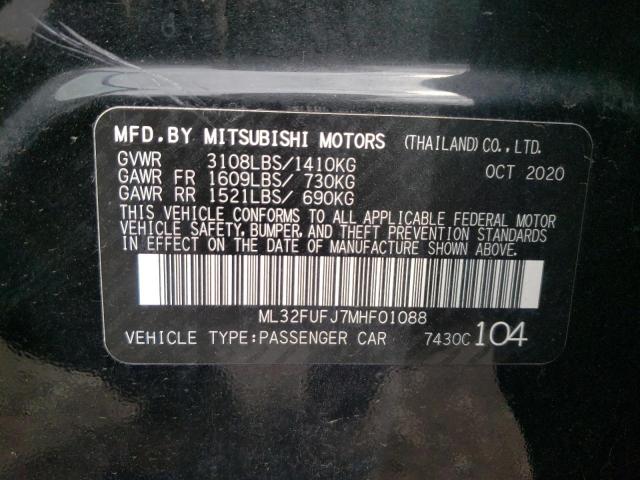 MFD.BY MITSUBISHI MOTORS (THAILAND) CO.,LTD.
GVWR 3108LBS/1410KG OCT 2020
GAWR FR 1609LBS/ 730KG
GAWR RR 1521LBS/ 690KG
THIS VEHICLE CONFORMS TO ALL APPLICABLE FEDERAL MOTOR
VEHICLE SAFETY, BUMPER, AND THEFT PREVENTION STANDARDS
IN EFFECT ON THE DATE OF MANUFACTURE SHOWN ABOVE.
ML32FUFJ7MHF01088
VEHICLE TYPE:PASSENGER CAR 7430C 104